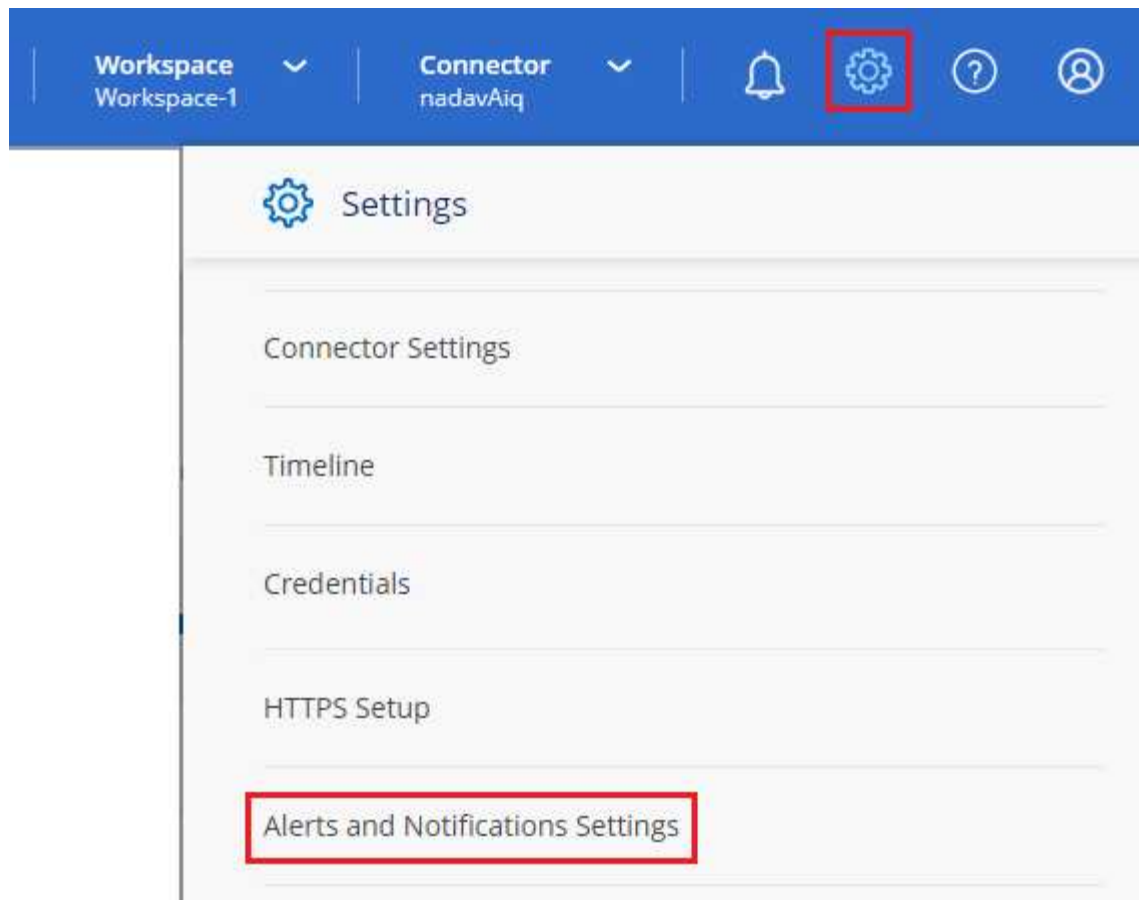 Workspace
Workspace-1
Connector
nadavAiq
Settings
Connector Settings
Timeline
Credentials
HTTPS Setup
Alerts and Notifications Settings